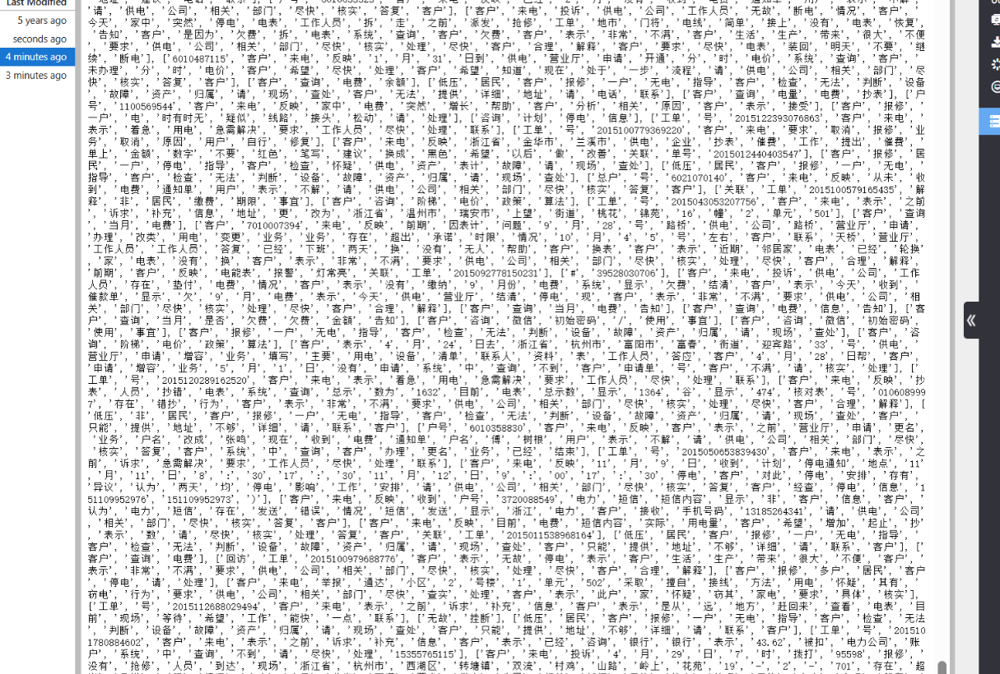 Last Modified
5 years ago
seconds ago
4 minutes ago
3 minutes ago
'请', '供电', '公司', '相关', '部门', '尽快', '核实', '答复', '客户'], ['客户', '来电', '投诉', '供电', '公司', '工作人员', '无故', '断电', '情况', '客户', '
今天', '家中', '突然', '停电', '电表', '工作人员', '拆', '走', '之前', '派发', '抢修', '工单', '地市', '门将', '电线', '简单', '接上', '没有', '电表', '恢复',
'告知', '客户', '是因为', '欠费', '拆', '电表', '系统', '查询', '客户', '欠费', '客户', '表示', '非常', '不满', '客户', '生活', '生产', '带来', '很大', '不便
', '要求', '供电', '公司', '相关', '部门', '尽快', '核实', '处理', '尽快', '客户', '合理', '解释', '客户', '要求', '尽快', '电表', '装回', '明天', '不要', '继
续', '断电'], ['6010487115', '客户', '来电', '反映', '1', '月', '31', '日到', '供电', '营业厅', '申请', '开通', '分', '时', '电价', '系统', '查询', '客户', '
未办理', '分', '时', '电价', '客户', '希望', '尽快', '处理', '客户', '希望', '知道', '现在', '处于', '一步', '流程', '请', '供电', '公司', '相关', '部门', '尽
快', '核实', '答复', '客户'], ['客户', '查询', '电费', '余额'], ['低压', '居民', '客户', '报修', '一户', '无电', '指导', '客户', '检查', '无法', '判断', '设备
', '故障', '资产', '归属', '请', '现场', '查处', '客户', '无法', '提供', '详细', '地址', '请', '电话', '联系'], ['客户', '查询', '电量', '电费', '抄表'], ['户
号', '1100569544', '客户', '来电', '反映', '家中', '电费', '突然', '增长', '帮助', '客户', '分析', '相关', '原因', '客户', '表示', '接受'], ['客户', '报修', '
一户', '电', '时有时无', '疑似', '线路', '接头', '松动', '请', '处理'], ['咨询', '计划', '停电', '信息'], ['工单', '号', '2015122393076863', '客户', '来电', '
表示', '着急', '用电', '急需解决', '要求', '工作人员', '尽快', '处理', '联系'], ['工单', '号', '2015100779369220', '客户', '来电', '要求', '取消', '报修', '业
务', '取消', '原因', '用户', '自行', '修复'], ['客户', '来电', '反映', '浙江省', '金华市', '兰溪市', '供电', '企业', '抄表', '催费', '工作', '提出', '催费', '
单上', '金额', '数字', '不要', '红色', '笔写', '建议', '换成', '黑色', '希望', '以后', '做', '改善', '关联', '单号', '2015012440403547'], ['客户', '报修', '居
民', '一户', '停电', '指导', '客户', '检查', '怀疑', '供电', '资产', '表计', '故障', '请', '现场', '查处'], ['低压', '居民', '客户', '报修', '一户', '无电', '
指导', '客户', '检查', '无法', '判断', '设备', '故障', '资产', '归属', '请', '现场', '查处'], ['总户', '号', '6021070140', '客户', '来电', '反映', '从未', '收
到', '电费', '通知单', '用户', '表示', '不解', '请', '供电', '公司', '相关', '部门', '尽快', '核实', '答复', '客户'], ['关联', '工单', '2015100579165435', '解
释', '非', '居民', '缴费', '期限', '事宜'], ['客户', '咨询', '阶梯', '电价', '政策', '算法'], ['工单', '号', '2015043053207756', '客户', '来电', '表示', '之前
', '诉求', '补充', '信息', '地址', '更', '改为', '浙江省', '温州市', '瑞安市', '上望', '街道', '桃花', '锦苑', '16', '幢', '2', '单元', '501'], ['客户', '查询
', '当月', '电费'], ['客户', '7010007394', '来电', '反映', '前期', '因表计', '问题', '9', '月', '28', '号', '路桥', '供电', '公司', '路桥', '营业厅', '申请',
'办理', '改类', '用电', '变更', '业务', '业务', '存在', '超出', '承诺', '时限', '情况', '10', '月', '4', '5', '号', '左右', '客户', '联系', '天桥', '营业厅',
'工作人员', '工作人员', '答复', '已经', '下班', '两天', '换', '没有', '无人', '帮助', '客户', '换表', '客户', '表示', '近期', '邻居家', '电表', '已经', '轮换'
, '家', '电表', '没有', '换', '客户', '表示', '非常', '不满', '要求', '供电', '公司', '相关', '部门', '尽快', '核实', '处理', '尽快', '客户', '合理', '解释',
'前期', '客户', '反映', '电能表', '报警', '灯常亮', '关联', '工单', '2015092778150231'], ['#', '39528030706'], ['客户', '来电', '投诉', '供电', '公司', '工作
人员', '存在', '垫付', '电费', '情况', '客户', '表示', '没有', '缴纳', '9', '月份', '电费', '系统', '显示', '欠费', '结清', '客户', '表示', '今天', '收到', '
催款单', '显示', '欠', '9', '月', '电费', '表示', '今天', '供电', '营业厅', '结清', '停电', '现', '客户', '表示', '非常', '不满', '要求', '供电', '公司', '相
关', '部门', '尽快', '核实', '处理', '尽快', '客户', '合理', '解释'], ['客户', '查询', '当月', '电费', '告知'], ['客户', '查询', '电费', '信息', '告知'], ['客
户', '查询', '当月', '是否', '欠费', '欠费', '金额', '告知'], ['客户', '咨询', '微信', '初始密码', '/', '使用', '事宜'], ['客户', '咨询', '微信', '初始密码',
'使用', '事宜'], ['客户', '报修', '一户', '无电', '指导', '客户', '检查', '无法', '判断', '设备', '故障', '资产', '归属', '请', '现场', '查处'], ['客户', '咨
询', '阶梯', '电价', '政策', '算法'], ['客户', '表示', '4', '月', '24', '日去', '浙江省', '杭州市', '富阳市', '富春', '街道', '迎宾路', '33', '号', '供电', '
营业厅', '申请', '增容', '业务', '填写', '主要', '用电', '设备', '清单', '联系人', '资料', '表', '工作人员', '答应', '客户', '4', '月', '28', '日帮', '客户',
'申请', '增容', '业务', '5', '月', '1', '日', '没有', '申请', '系统', '中', '查询', '不到', '客户', '申请单', '号', '客户', '不满', '请', '核实', '处理'], ['
工单', '号', '2015120289162520', '客户', '来电', '表示', '着急', '用电', '急需解决', '要求', '工作人员', '尽快', '处理', '联系'], ['客户', '来电', '反映', '抄
表', '人员', '抄错', '电表', '系统', '查询', '总示', '数为', '1632', '目前', '电表', '总示数', '显示', '1364', '谷', '显示', '474', '核对表', '号', '010608999
7', '存在', '错抄', '行为', '客户', '表示', '非常', '不满', '要求', '供电', '公司', '相关', '部门', '尽快', '核实', '处理', '尽快', '客户', '合理', '解释'], [
'低压', '非', '居民', '客户', '报修', '一户', '无电', '指导', '客户', '检查', '无法', '判断', '设备', '故障', '资产', '归属', '请', '现场', '查处', '客户', '
只能', '提供', '地址', '不够', '详细', '请', '联系', '客户'], ['户号', '6010358830', '客户', '来电', '反映', '客户', '表示', '之前', '营业厅', '申请', '更名',
'业务', '户名', '改成', '张鸣', '现在', '收到', '电费', '通知单', '户名', '傅', '树根', '用户', '表示', '不解', '请', '供电', '公司', '相关', '部门', '尽快',
'核实', '答复', '客户', '系统', '中', '查询', '客户', '办理', '更名', '业务', '已经', '结束'], ['工单', '号', '2015050653839430', '客户', '来电', '表示', '之
前', '诉求', '急需解决', '要求', '工作人员', '尽快', '处理', '联系'], ['客户', '来电', '反映', '11', '月', '9', '日', '收到', '计划', '停电通知', '地点', '11'
, '月', '11', '日', '8', ':', '30', '17', ':', '30', '11', '月', '12', '日', '9', ':', '00', '17', ':', '30', '停电', '客户', '对此', '停电', '安排', '存有',
'异议', '认为', '两天', '均', '停电', '影响', '工作', '安排', '请', '供电', '公司', '相关', '部门', '尽快', '核实', '答复', '客户', '经查', '停电', '信息', '1
51109952976', '151109952973', ')'], ['客户', '来电', '反映', '收到', '户号', '3720088549', '电力', '短信', '短信内容', '显示', '非', '客户', '信息', '客户', '
认为', '电力', '短信', '存在', '发送', '错误', '情况', '短信', '发送', '显示', '浙江', '电力', '客户', '接收', '手机号码', '13185264341', '请', '供电', '公司'
, '相关', '部门', '尽快', '核实', '答复', '客户'], ['客户', '来电', '反映', '目前', '电费', '短信内容', '实际', '用电量', '客户', '希望', '增加', '起止', '抄'
, '表示', '数', '请', '尽快', '核实', '处理', '答复', '客户', '关联', '工单', '2015011538968164'], ['低压', '居民', '客户', '报修', '一户', '无电', '指导', '
客户', '检查', '无法', '判断', '设备', '故障', '资产', '归属', '请', '现场', '查处', '客户', '只能', '提供', '地址', '不够', '详细', '请', '联系', '客户'], ['
客户', '查询', '电费'], ['回访', '工单', '2015100979688776', '客户', '表示', '无故', '停电', '表示', '客户', '生活', '生产', '带来', '很大', '不便', '客户', '
表示', '非常', '不满', '要求', '供电', '公司', '相关', '部门', '尽快', '核实', '处理', '尽快', '客户', '合理', '解释'], ['客户', '报修', '多户', '居民', '客户
', '停电', '请', '处理'], ['客户', '来电', '举报', '通达', '小区', '2', '号楼', '1', '单元', '502', '采取', '擅自', '接线', '方法', '用电', '怀疑', '其有', '
窃电', '行为', '要求', '供电', '公司', '相关', '部门', '尽快', '查实', '处理', '客户', '表示', '此户', '家', '怀疑', '窃其', '家电', '要求', '具体', '核实'],
['工单', '号', '2015112688029494', '客户', '来电', '表示', '之前', '诉求', '补充', '信息', '客户', '表示', '是从', '远', '地方', '赶回来', '查看', '电表', '目
前', '现场', '等待', '希望', '工作', '能快', '一点', '联系'], ['无故', '挂断'], ['低压', '居民', '客户', '报修', '一户', '无电', '指导', '客户', '检查', '无法
', '判断', '设备', '故障', '资产', '归属', '请', '现场', '查处', '客户', '只能', '提供', '地址', '不够', '详细', '请', '联系', '客户'], ['工单', '号', '201510
1780884602', '客户', '来电', '表示', '之前', '诉求', '补充', '信息', '客户', '表示', '已经', '咨询', '银行', '银行', '表示', '43.62', '被扣', '电力公司', '账
户', '系统', '中', '查询', '不到', '请', '尽快', '处理', '15355765115'], ['客户', '来电', '投诉', '4', '月', '29', '日', '7', '时', '拨打', '95598', '报修', '
没有', '抢修', '人员', '到达', '现场', '浙江省', '杭州市', '西湖区', '转塘镇', '双流', '村鸡', '山路', '岭上', '花苑', '19', '-', '2', '-', '701', '存在', '超